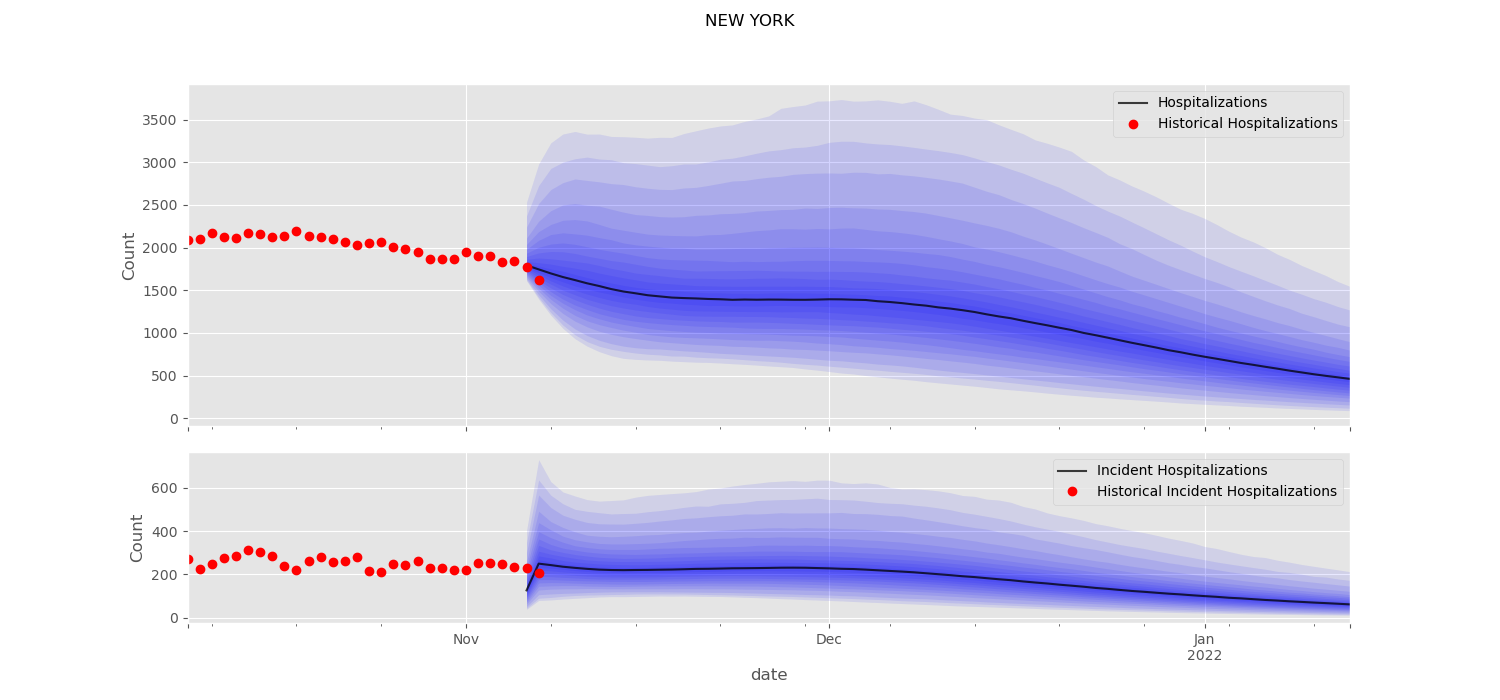 NEW YORK
Hospitalizations
Historical Hospitalizations
Count
3500
3000
2500
2000
1500
1000
500
0
Incident Hospitalizations
Historical Incident Hospitalizations
Count
600
400
200
0
Nov
Dec
Jan
2022
date